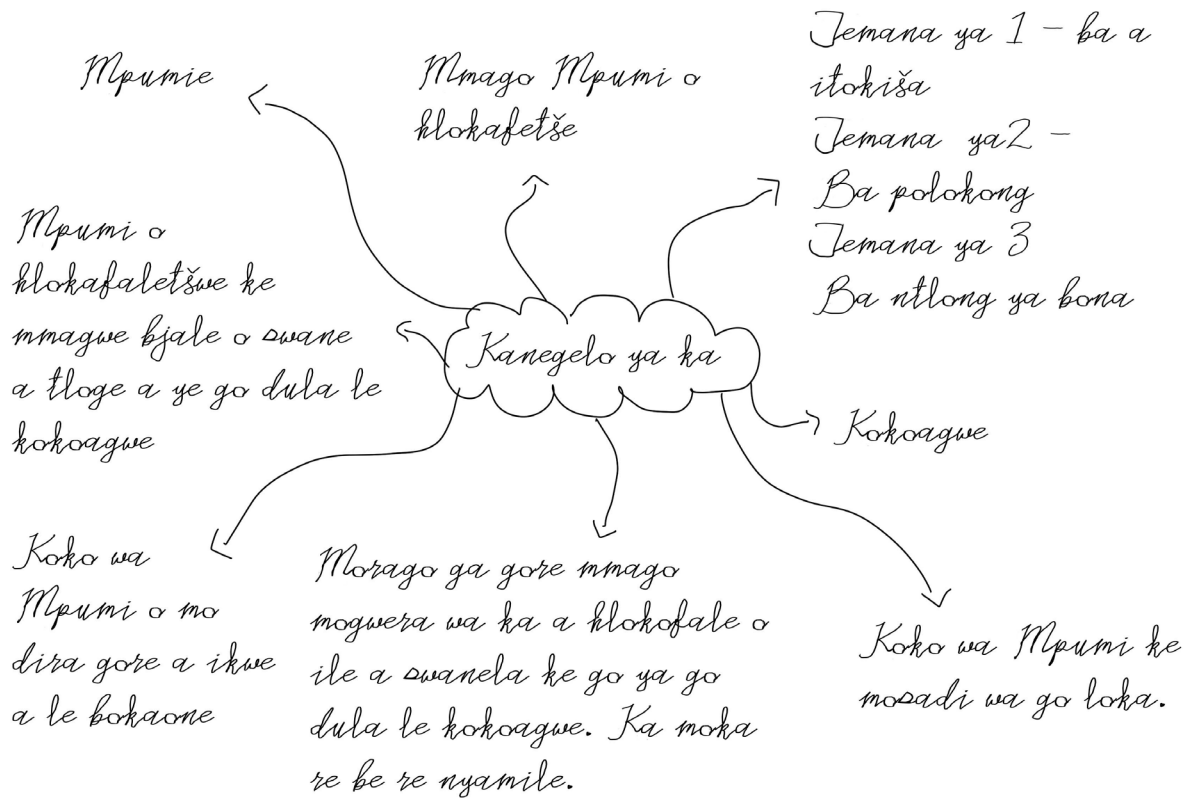 Mpumie
Mmago Mpumi o
hlokafetše
Temana ya 1 – ba a
itokiša
Temana ya2 –
Ba polokong
Temana ya 3
Ba ntlong ya bona
Mpumi o
hlokafaletšwe ke
mmagwe bjale o swane
a tloge a ye go dula le
kokoagwe
Kanegelo ya ka
Kokoagwe
Koko wa
Mpumi o mo
dira gore a ikwe
a le bokaone
Morago ga gore mmago
mogwera wa ka a hlokofale o
ile a swanela ke go ya go
dula le kokoagwe. Ka moka
re be re nyamile.
Koko wa Mpumi ke
mosadi wa go loka.